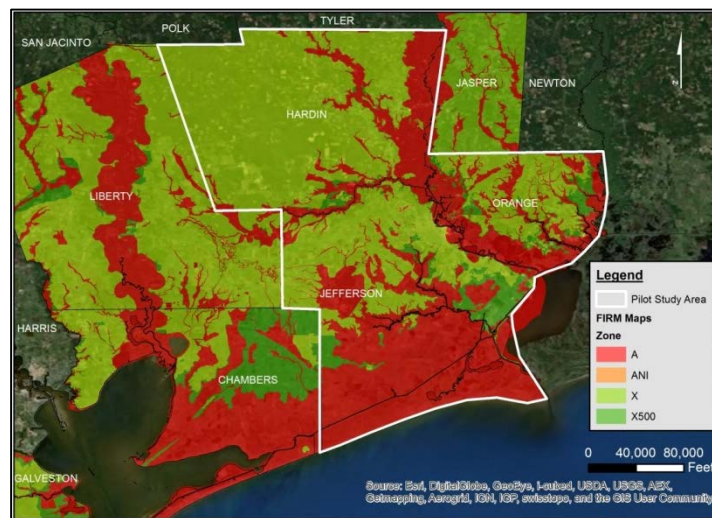 POLK
TYLER
SAN JACINTO
JASPER
NEWTON
HARDIN
LIBERTY
ORANGE
JEFFERSON
HARRIS
CHAMBERS
GALVESTON
z
Legend
Pilot Study Area
FIRM Maps
Zone
A
ANI
X
X500
0 40,000 80,000
Feet
Source: Esri, DigitalGlobe, GeoEye, i-cubed, USDA, USGS, AEX,
Getmapping, Aerogrid, IGN, IGP, swisstopo, and the GIS User Community